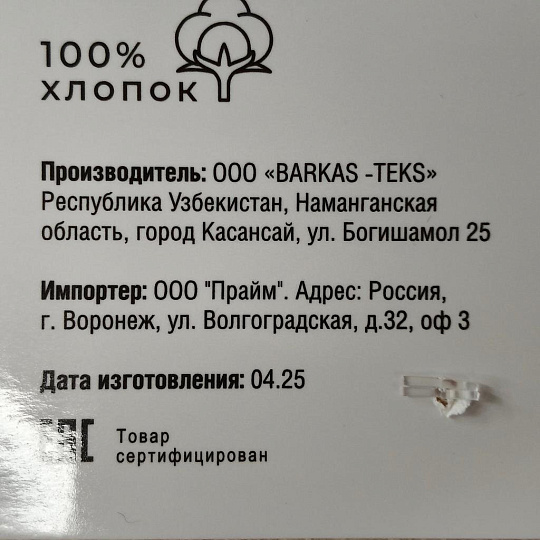 100%
ХЛОПОК
Производитель: ООО «BARKAS -TEKS»
Республика Узбекистан, Наманганская
область, город Касансай, ул. Богишамол 25
Импортер: ООО "Прайм". Адрес: Россия,
г. Воронеж, ул. Волгоградская, д.32, оф 3
Дата изготовления: 04.25
EAC
Товар
сертифицирован